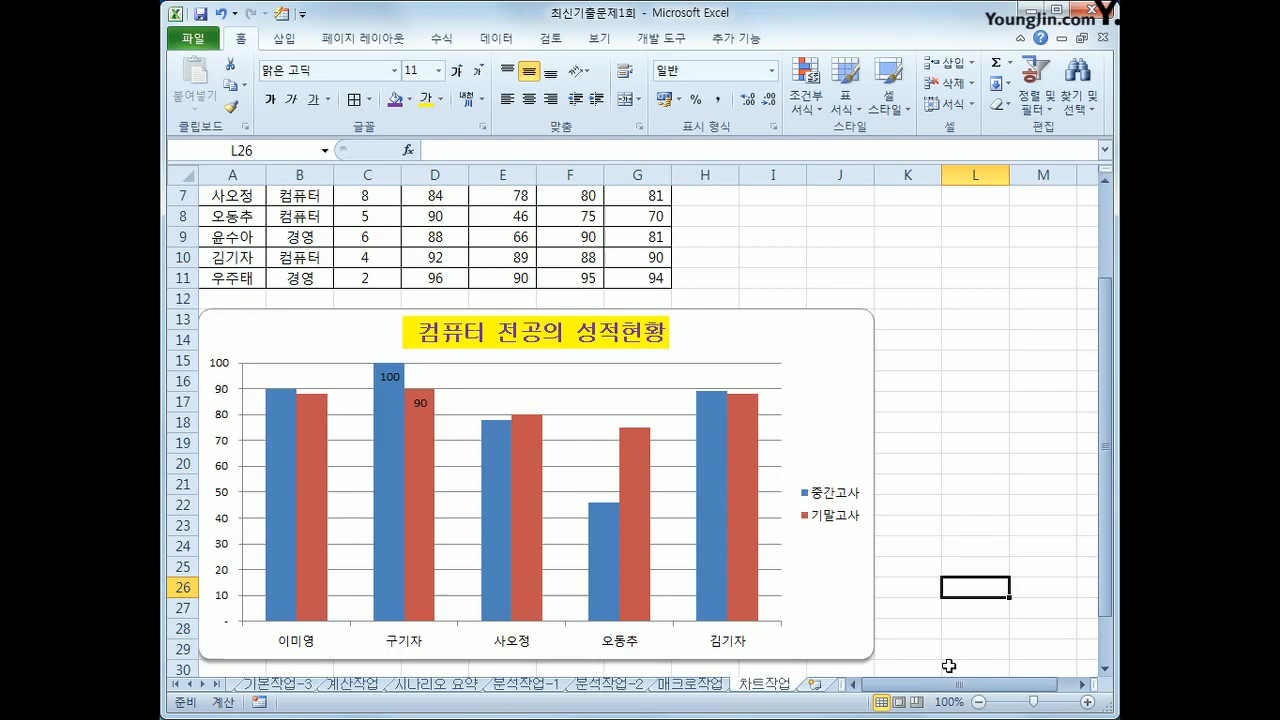 최신기출문제1회 - Microsoft Excel
YoungJin.com Y.
파일 홈 삽입 페이지 레이아웃 수식 데이터 검토 보기 개발 도구 추가 기능
붙여넣기
맑은 고딕 11
가 가 가 가 내천
일반
조건부 서식 표 서식 셀 스타일
삽입 삭제 서식
정렬 및 필터 찾기 및 선택
클립보드 글꼴 맞춤 표시 형식 스타일 셀 편집
L26 fx
A B C D E F G H I J K L M
7 사오정 컴퓨터 8 84 78 80 81
8 오동추 컴퓨터 5 90 46 75 70
9 윤수아 경영 6 88 66 90 81
10 김기자 컴퓨터 4 92 89 88 90
11 우주태 경영 2 96 90 95 94
12
13
14
15
16
17
18
19
20
21
22
23
24
25
26
27
28
29
30
컴퓨터 전공의 성적현황
100
90
80
70
60
50
40
30
20
10
-
100
90
중간고사
기말고사
이미영 구기자 사오정 오동추 김기자
기본작업-3 계산작업 시나리오 요약 분석작업-1 분석작업-2 매크로작업 차트작업
준비 계산 100%